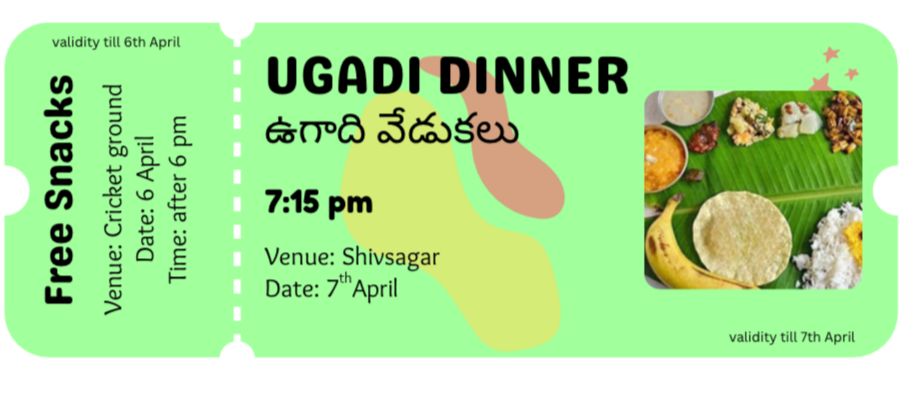 validity till 6th April
Free Snacks
Venue: Cricket ground
Date: 6 April
Time: after 6 pm
UGADI DINNER
ఉగాది వేడుకలు
7:15 pm
Venue: Shivsagar
Date: 7th April
validity till 7th April